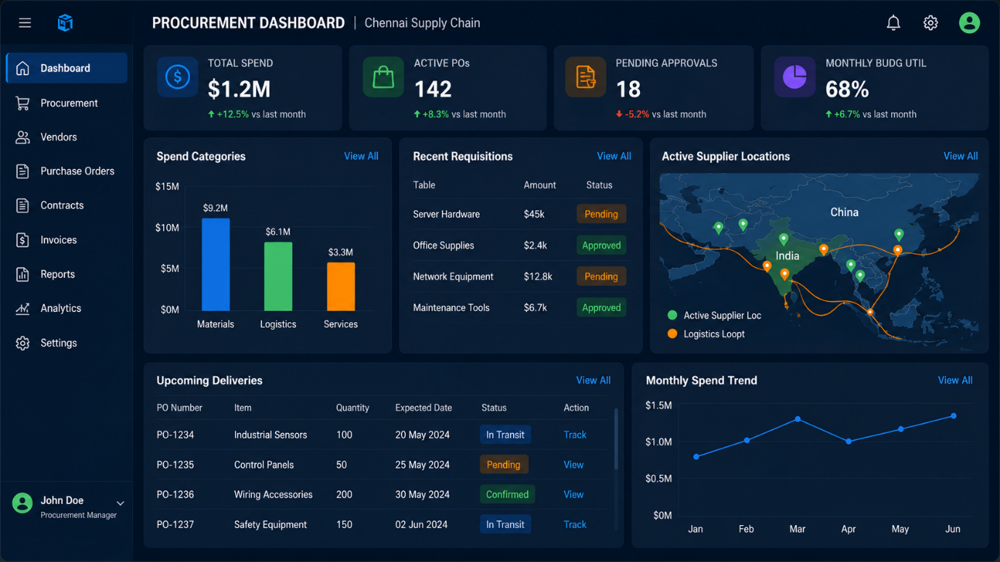 PROCUREMENT DASHBOARD | Chennai Supply Chain
Dashboard
Procurement
Vendors
Purchase Orders
Contracts
Invoices
Reports
Analytics
Settings
John Doe
Procurement Manager
TOTAL SPEND
$1.2M
+12.5% vs last month
ACTIVE POs
142
+8.3% vs last month
PENDING APPROVALS
18
-5.2% vs last month
MONTHLY BUDG UTIL
68%
+6.7% vs last month
Spend Categories View All
$15M
$10M
$5M
$0M
$9.2M
$6.1M
$3.3M
Materials Logistics Services
Recent Requisitions View All
Table Amount Status
Server Hardware $45k Pending
Office Supplies $2.4k Approved
Network Equipment $12.8k Pending
Maintenance Tools $6.7k Approved
Active Supplier Locations View All
China
India
Active Supplier Loc
Logistics Loopt
Upcoming Deliveries View All
PO Number Item Quantity Expected Date Status Action
PO-1234 Industrial Sensors 100 20 May 2024 In Transit Track
PO-1235 Control Panels 50 25 May 2024 Pending View
PO-1236 Wiring Accessories 200 30 May 2024 Confirmed View
PO-1237 Safety Equipment 150 02 Jun 2024 In Transit Track
Monthly Spend Trend View All
$1.5M
$1.0M
$0.5M
$0M
Jan Feb Mar Apr May Jun